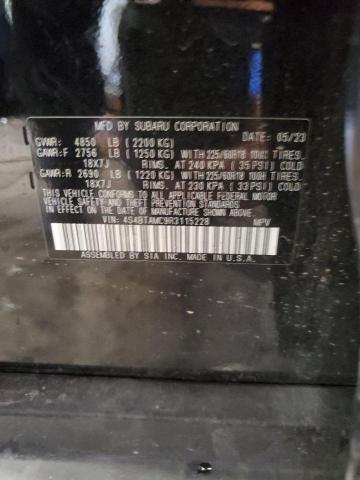 MFD BY SUBARU CORPORATION
DATE: 05/23
GVWR: 4850 LB (2200 KG)
GAWR:F 2756 LB (1250 KG) WITH 225/60R18 100H TIRES,
18X7J RIMS, AT 240 KPA ( 35 PSI) COLD
GAWR:R 2690 LB (1220 KG) WITH 225/60R18 100H TIRES,
18X7J RIMS, AT 230 KPA ( 33 PSI) COLD
THIS VEHICLE CONFORMS TO ALL APPLICABLE FEDERAL MOTOR
VEHICLE SAFETY AND THEFT PREVENTION STANDARDS IN
EFFECT ON THE DATE OF MANUFACTURE SHOWN ABOVE.
VIN: 4S4BTAMC9R3115228 MPV
ASSEMBLED BY SIA INC. MADE IN U.S.A.